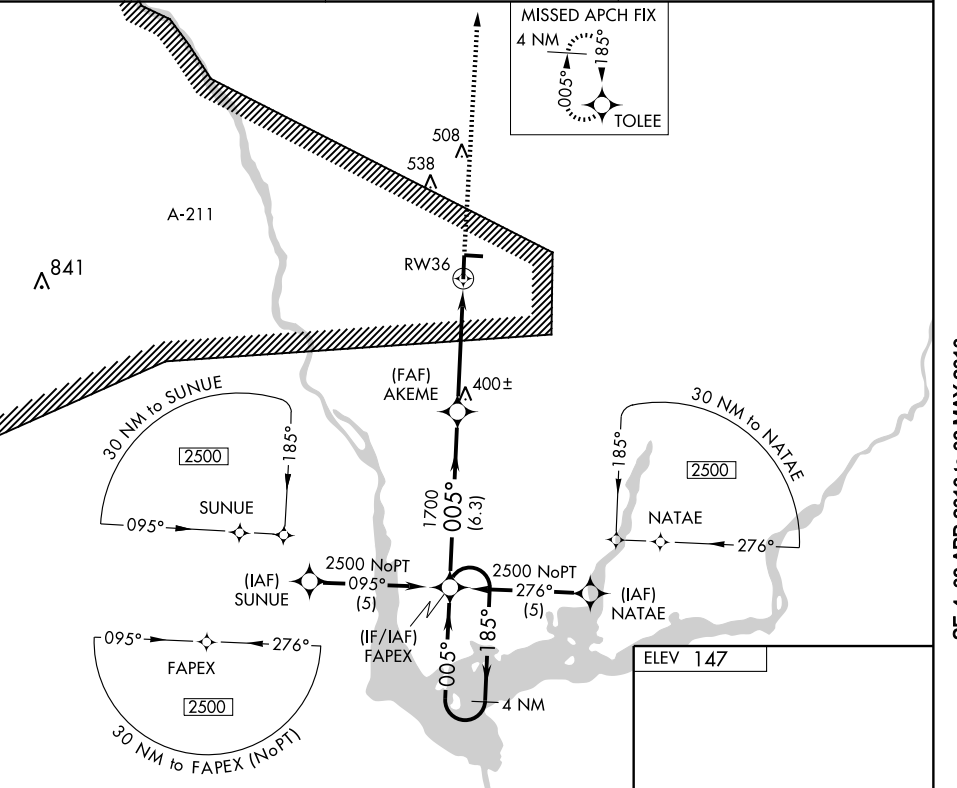 MISSED APCH FIX
4 NM
185°
005°
TOLEE
508
538
A-211
841
RW36
(FAF)
AKEME
400±
30 NM to SUNUE
2500
185°
SUNUE
095°
30 NM to NATAE
2500
185°
NATAE
276°
1700
005°
(6.3)
(IAF)
SUNUE
2500 NoPT
095°
(5)
2500 NoPT
276°
(5)
(IAF)
NATAE
(IF/IAF)
FAPEX
005°
185°
4 NM
095°
276°
FAPEX
2500
30 NM to FAPEX (NoPT)
ELEV 147